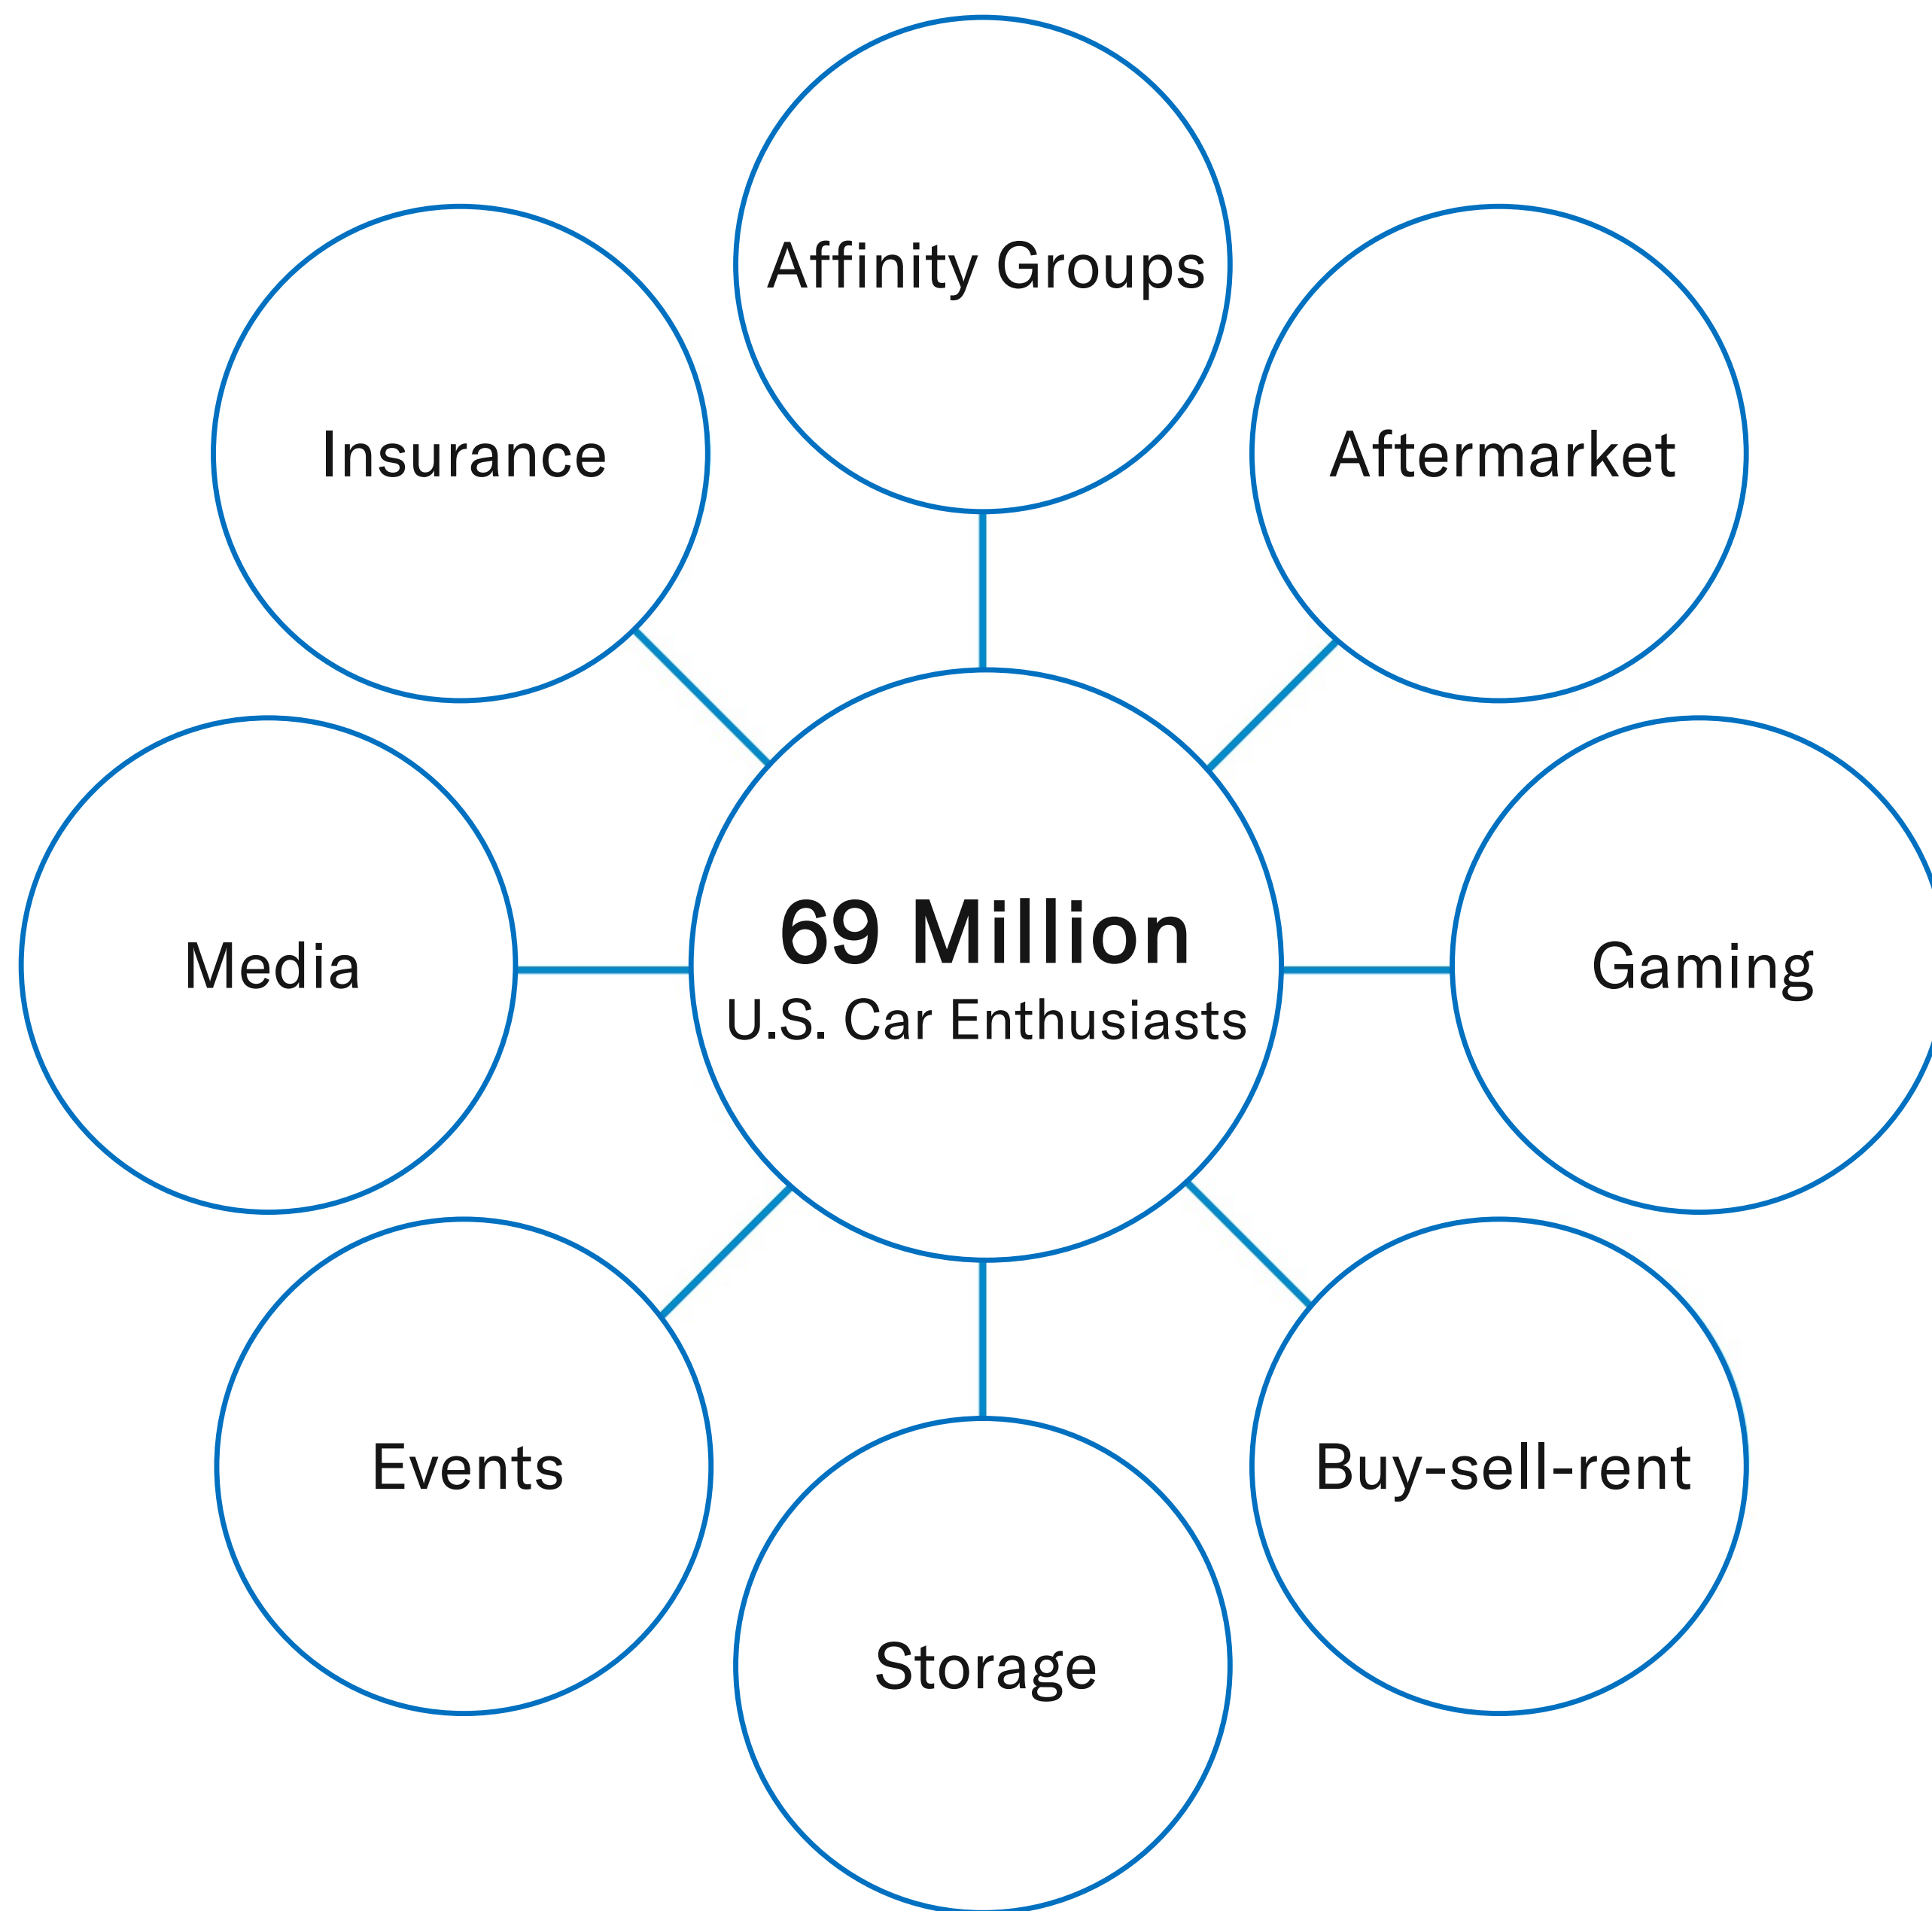 Affinity Groups
Insurance
Aftermarket
69 Million
U.S. Car Enthusiasts
Media
Gaming
Events
Buy-sell-rent
Storage